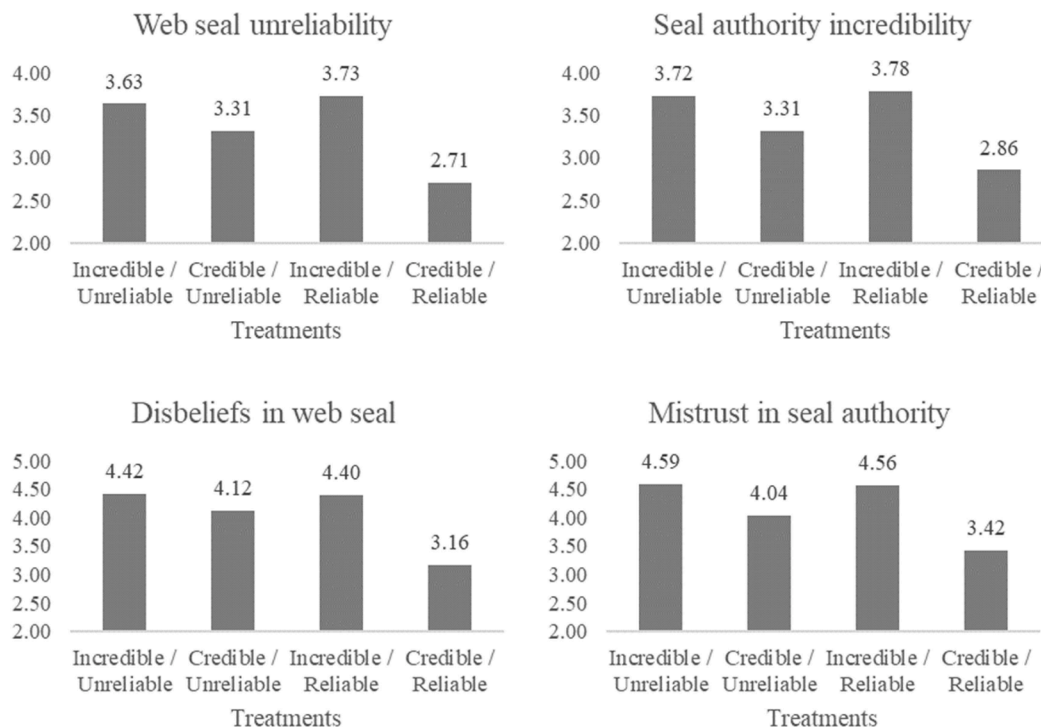 Web seal unreliability
4.00
3.50
3.00
2.50
2.00
3.63
3.31
3.73
2.71
Incredible / Credible / Incredible / Credible /
Unreliable Unreliable Reliable Reliable
Treatments
Seal authority incredibility
4.00
3.50
3.00
2.50
2.00
3.72
3.31
3.78
2.86
Incredible / Credible / Incredible / Credible /
Unreliable Unreliable Reliable Reliable
Treatments
Disbeliefs in web seal
5.00
4.50
4.00
3.50
3.00
2.50
2.00
4.42
4.12
4.40
3.16
Incredible / Credible / Incredible / Credible /
Unreliable Unreliable Reliable Reliable
Treatments
Mistrust in seal authority
5.00
4.50
4.00
3.50
3.00
2.50
2.00
4.59
4.04
4.56
3.42
Incredible / Credible / Incredible / Credible /
Unreliable Unreliable Reliable Reliable
Treatments